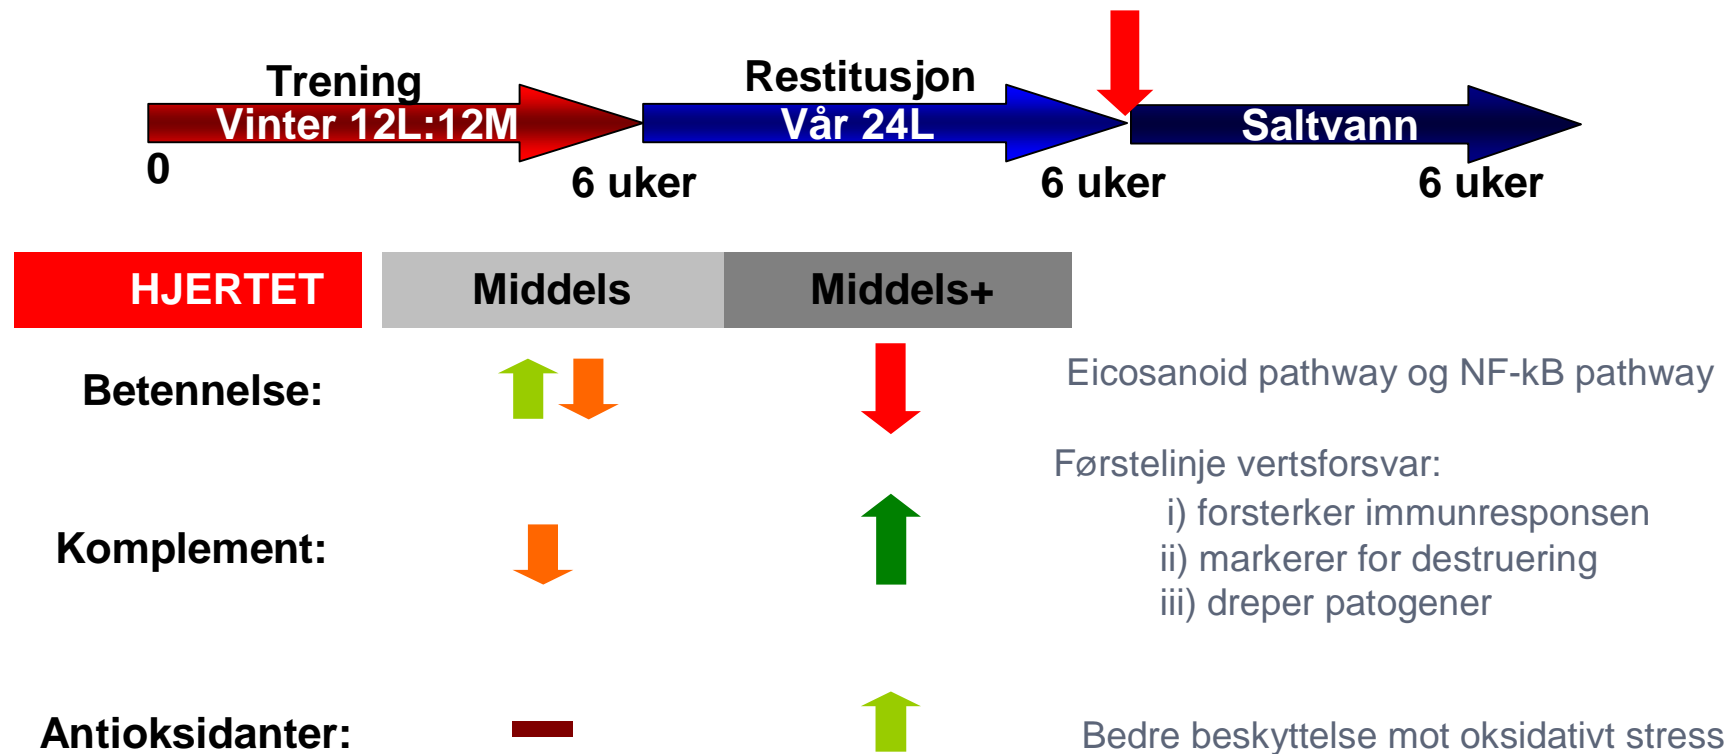 Trening
Restitusjon
Vinter 12L:12M
Vår 24L
Saltvann
0
6 uker
6 uker
6 uker
HJERTET
Middels
Middels+
Betennelse:
Eicosanoid pathway og NF-kB pathway
Førstelinje vertsforsvar:
i) forsterker immunresponsen
Komplement:
ii) markerer for destruering
iii) dreper patogener
Antioksidanter:
Bedre beskyttelse mot oksidativt stress